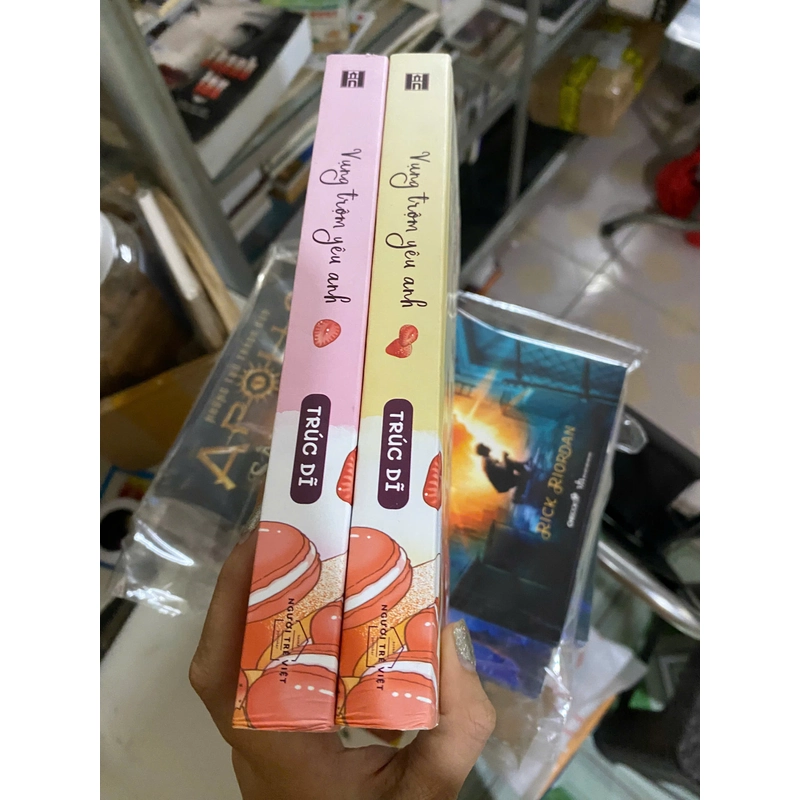 Vụng trộm yêu anh
TRÚC DĨ
NGƯỜI TRẺ VIỆT
Vụng trộm yêu anh
TRÚC DĨ
NGƯỜI TRẺ VIỆT
APOLLO
RICK RIORDAN